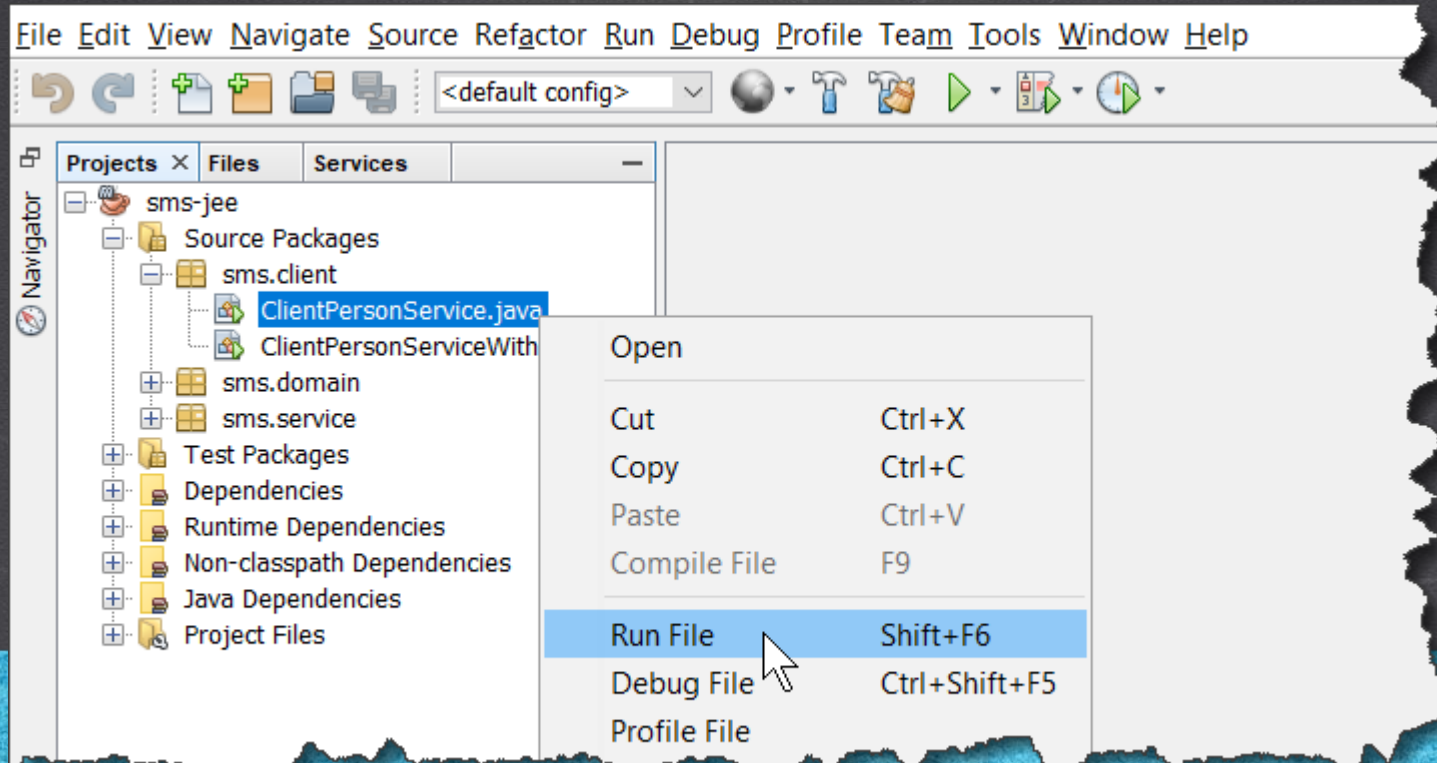 File Edit View Navigate Source Refactor Run Debug Profile Team Tools Window Help
<default config>
Projects × Files Services
Navigator
sms-jee
Source Packages
sms.client
ClientPersonService.java
ClientPersonServiceWith
sms.domain
sms.service
Test Packages
Dependencies
Runtime Dependencies
Non-classpath Dependencies
Java Dependencies
Project Files
Open
Cut Ctrl+X
Copy Ctrl+C
Paste Ctrl+V
Compile File F9
Run File Shift+F6
Debug File Ctrl+Shift+F5
Profile File